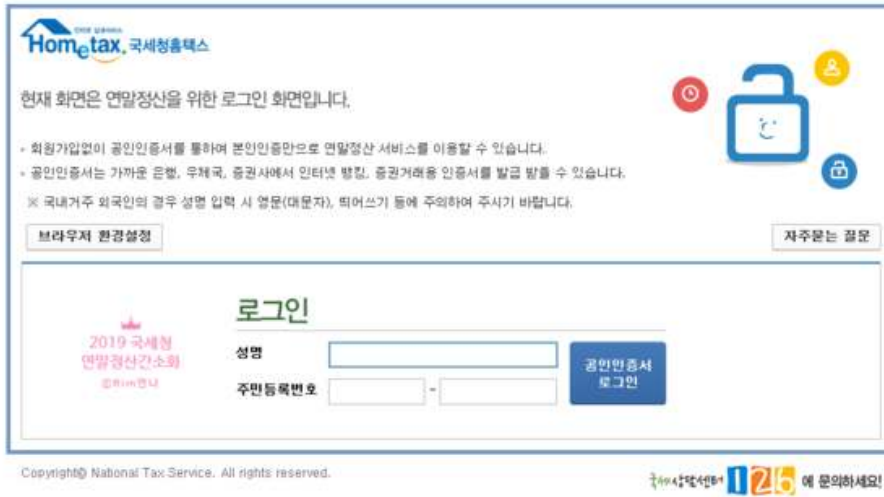 Hometax. 국세청홈택스
현재 화면은 연말정산을 위한 로그인 화면입니다.
회원가입없이 공인인증서를 통하여 본인인증만으로 연말정산 서비스를 이용할 수 있습니다.
공인인증서는 가까운 은행, 우체국, 증권사에서 인터넷 뱅킹, 증권거래용 인증서를 발급 받을 수 있습니다.
※ 국내거주 외국인의 경우 성명 입력 시 영문(대문자), 띄어쓰기 등에 주의하여 주시기 바랍니다.
브라우저 환경설정
자주묻는 질문
로그인
2019 국세청
연말정산간소화
성명
공인인증서
로그인
주민등록번호 -
Copyright© National Tax Service. All rights reserved.
국세상담센터 126 에 문의하세요!